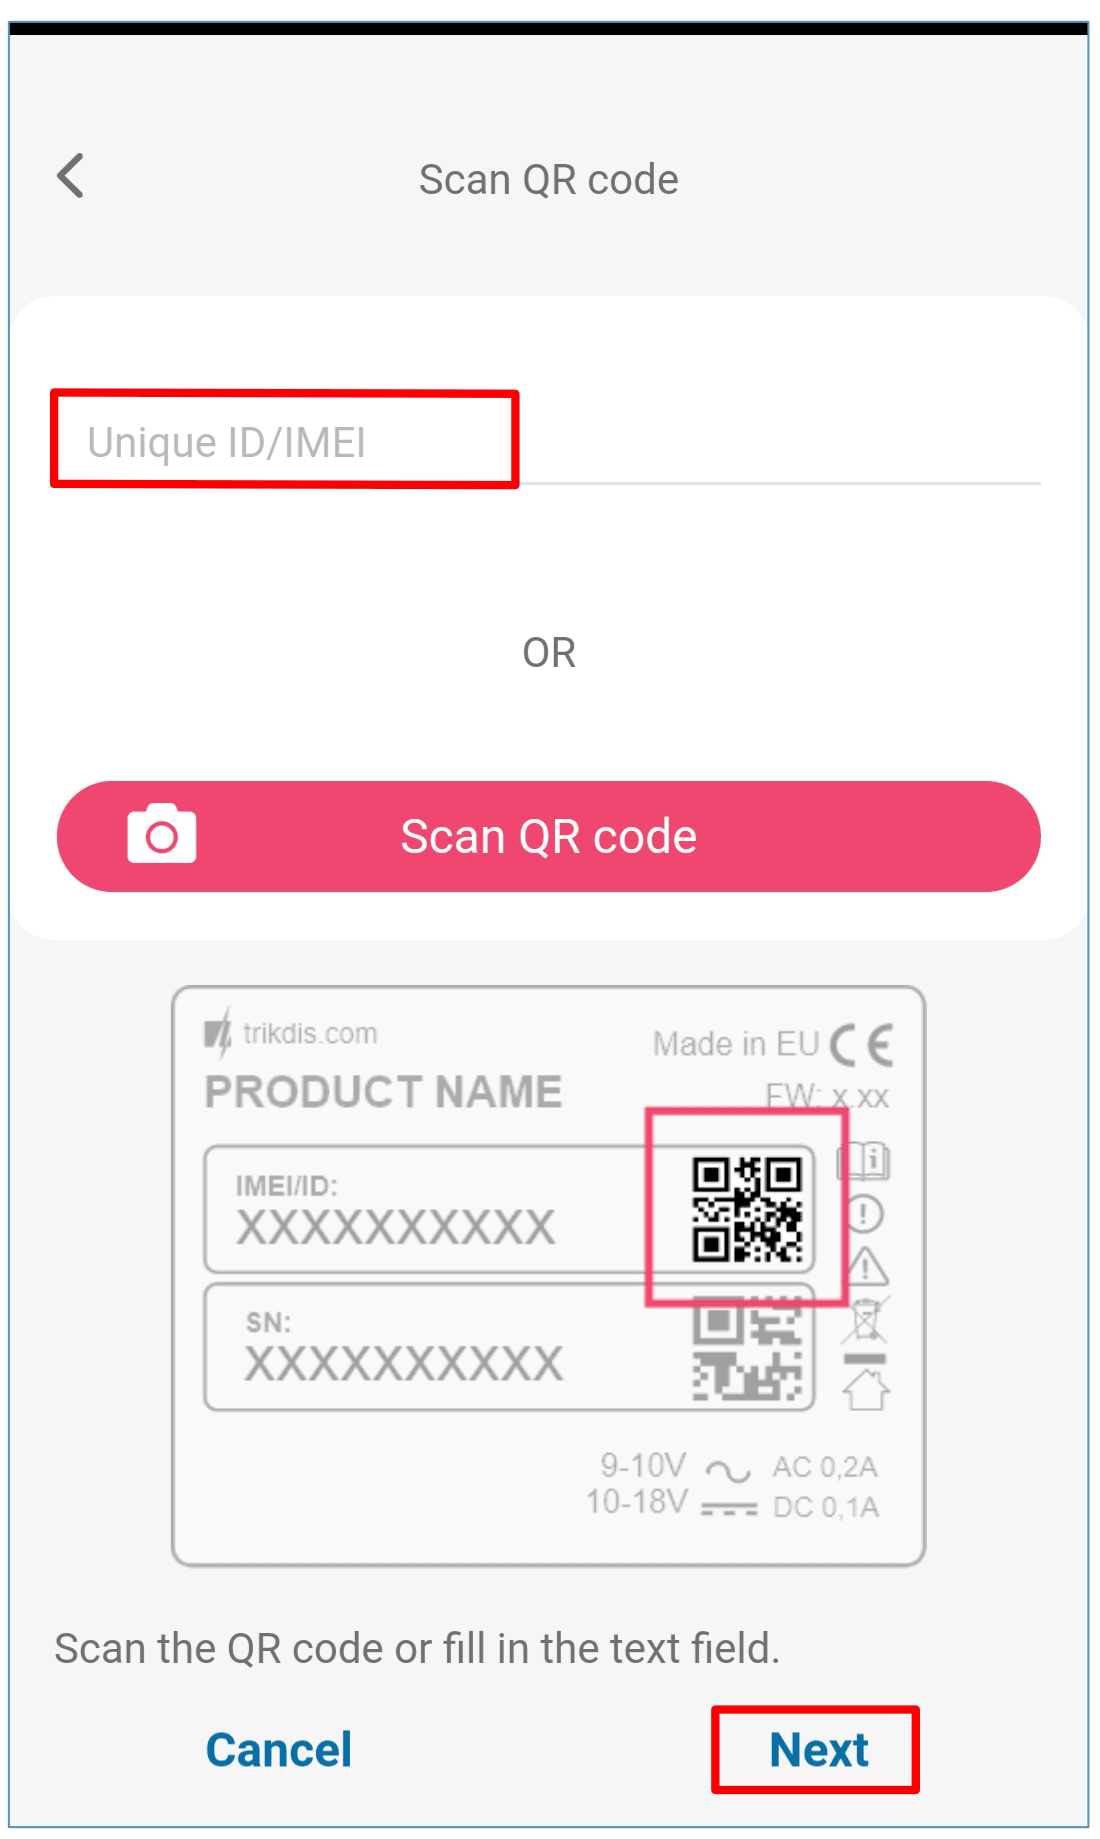 Scan QR code
Unique ID/IMEI
OR
Scan QR code
trikdis.com
Made in EU CE
PRODUCT NAME
FW: x.xx
IMEI/ID:
XXXXXXXXXX
SN:
XXXXXXXXXX
9-10V AC 0,2A
10-18V DC 0,1A
Scan the QR code or fill in the text field.
Cancel Next